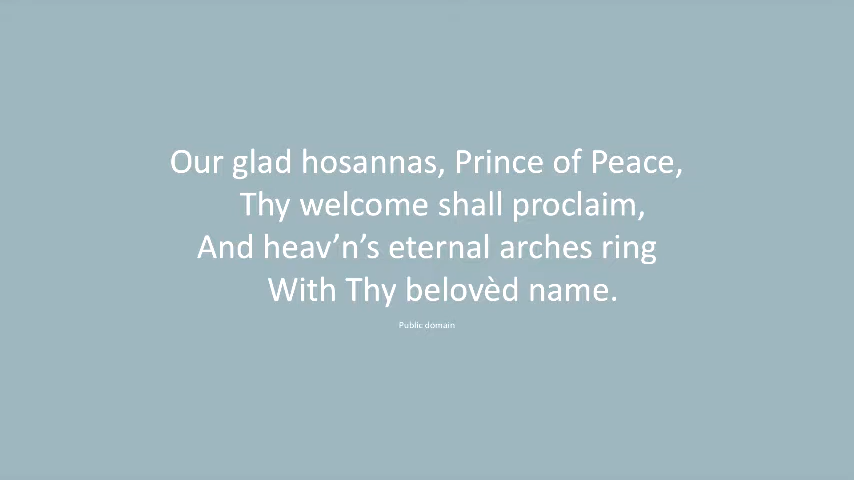 Our glad hosannas, Prince of Peace,
Thy welcome shall proclaim,
And heav’n’s eternal arches ring
With Thy belovèd name.
Public domain